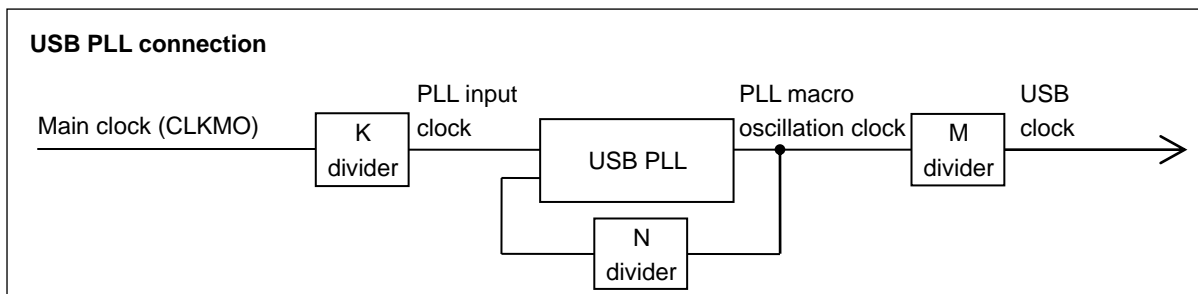 USB PLL connection
Main clock (CLKMO)
K
divider
PLL input
clock
USB PLL
PLL macro
oscillation clock
M
divider
USB
clock
N
divider